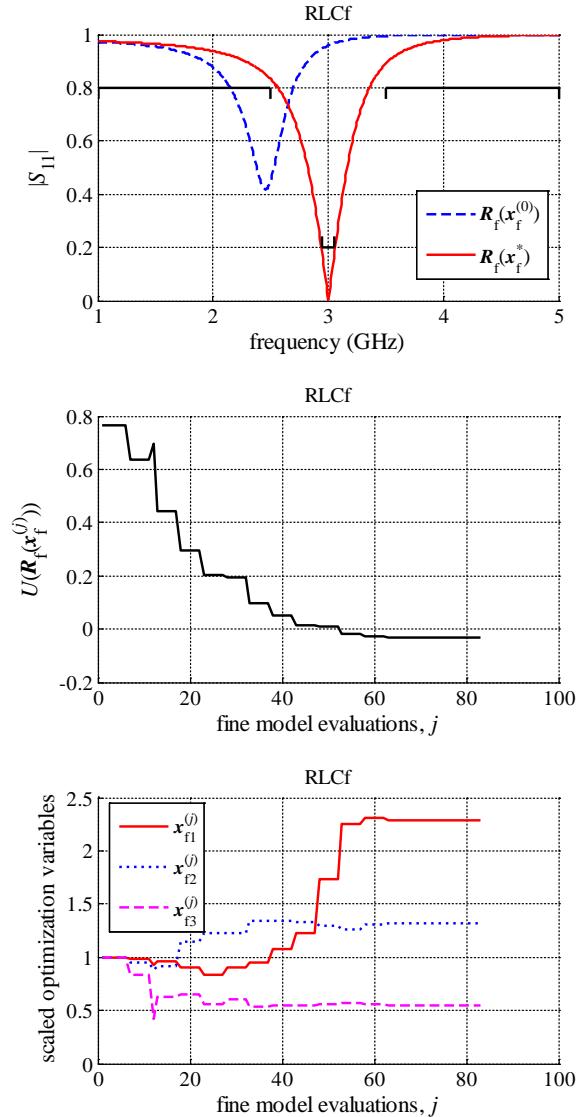 RLCf
1
0.8
0.6
0.4
0.2
0
|S₁₁|
R_f(x_f^(0))
R_f(x_f^*)
1 2 3 4 5
frequency (GHz)
RLCf
0.8
0.6
0.4
0.2
0
-0.2
U(R_f(x_f^(j)))
0 20 40 60 80 100
fine model evaluations, j
RLCf
2.5
2
1.5
1
0.5
0
scaled optimization variables
x_f1^(j)
x_f2^(j)
x_f3^(j)
0 20 40 60 80 100
fine model evaluations, j